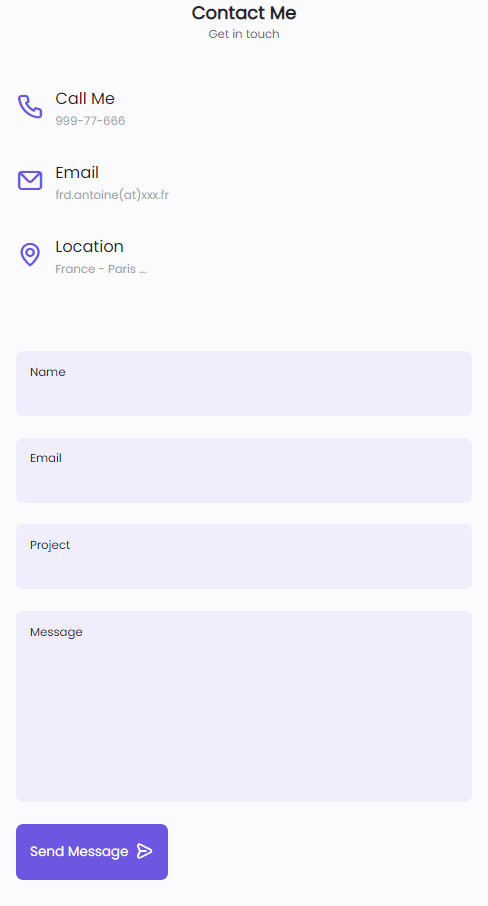 Contact Me
Get in touch
Call Me
999-77-666
Email
frd.antoine(at)xxx.fr
Location
France - Paris ...
Name
Email
Project
Message
Send Message